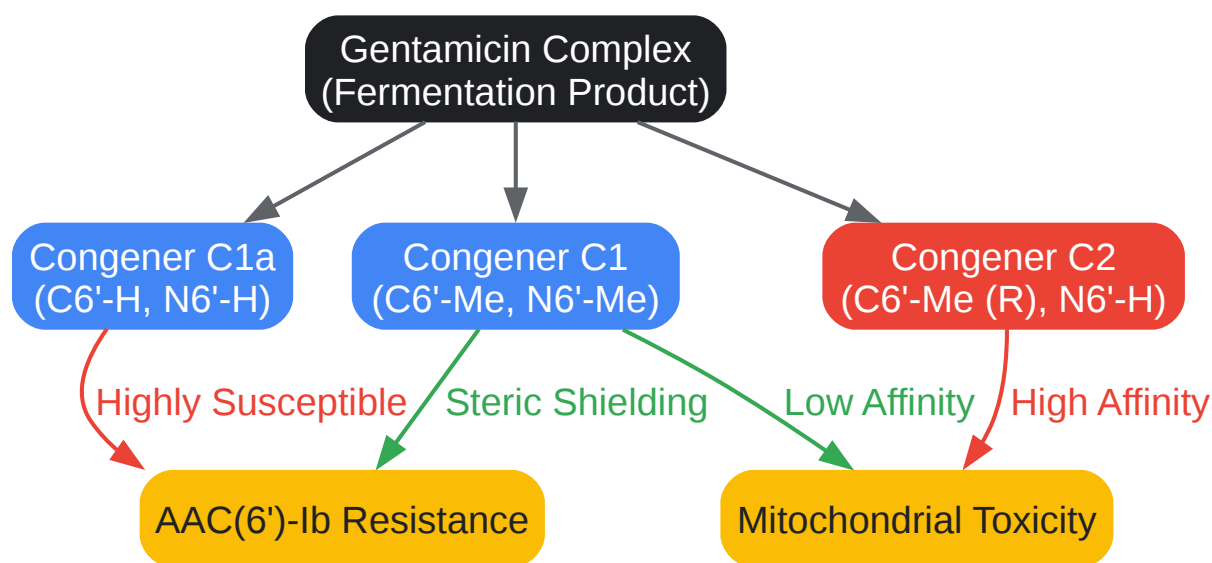 Gentamicin Complex
(Fermentation Product)
Congener C1a
(C6'-H, N6'-H)
Congener C1
(C6'-Me, N6'-Me)
Congener C2
(C6'-Me (R), N6'-H)
Highly Susceptible
Steric Shielding
Low Affinity
High Affinity
AAC(6')-Ib Resistance
Mitochondrial Toxicity